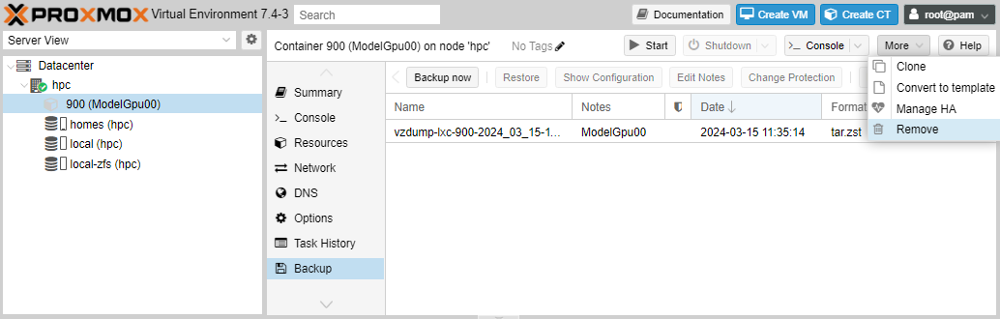 PROXMOX Virtual Environment 7.4-3 Search Documentation Create VM Create CT root@pam
Server View
Datacenter
hpc
900 (ModelGpu00)
homes (hpc)
local (hpc)
local-zfs (hpc)
Container 900 (ModelGpu00) on node 'hpc' No Tags Start Shutdown >_ Console More Help
Summary
>_ Console
Resources
Network
DNS
Options
Task History
Backup
Backup now Restore Show Configuration Edit Notes Change Protection
Name Notes Date ↓ Format
vzdump-lxc-900-2024_03_15-1... ModelGpu00 2024-03-15 11:35:14 tar.zst
Clone
Convert to template
Manage HA
Remove